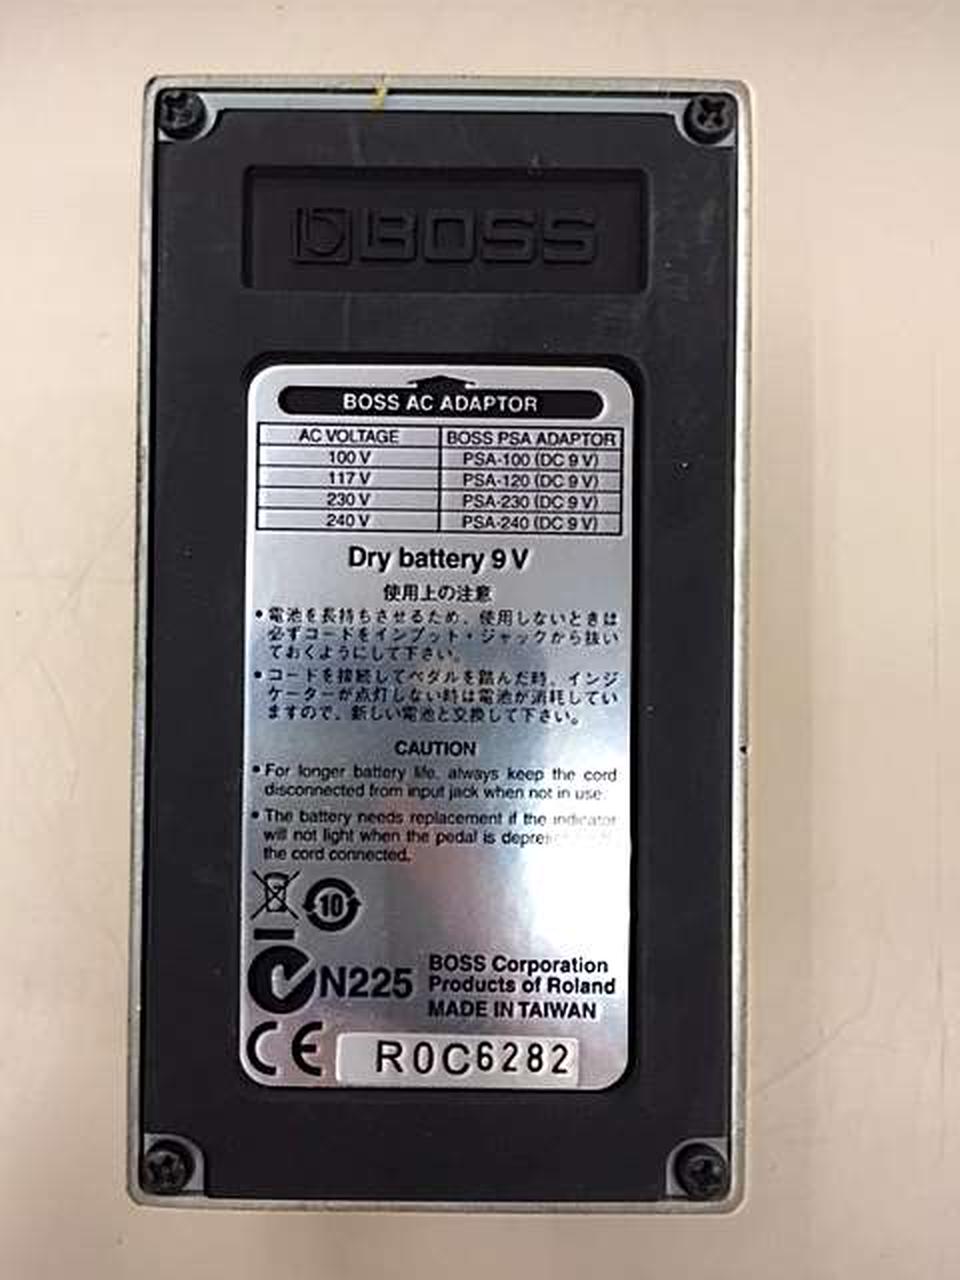 BOSS
BOSS AC ADAPTOR
AC VOLTAGE BOSS PSA ADAPTOR
100 V PSA-100 (DC 9 V)
117 V PSA-120 (DC 9 V)
230 V PSA-230 (DC 9 V)
240 V PSA-240 (DC 9 V)
Dry battery 9 V
使用上の注意
•電池を長持ちさせるため、使用しないときは
必ずコードをインプット・ジャックから抜い
ておくようにして下さい。
•コードを接続してペダルを踏んだ時、インジ
ケーターが点灯しない時は電池が消耗してい
ますので、新しい電池と交換して下さい。
CAUTION
• For longer battery life, always keep the cord
disconnected from input jack when not in use.
• The battery needs replacement if the indicator
will not light when the pedal is
the cord connected.
10
N225
BOSS Corporation
Products of Roland
MADE IN TAIWAN
CE
R0C6282